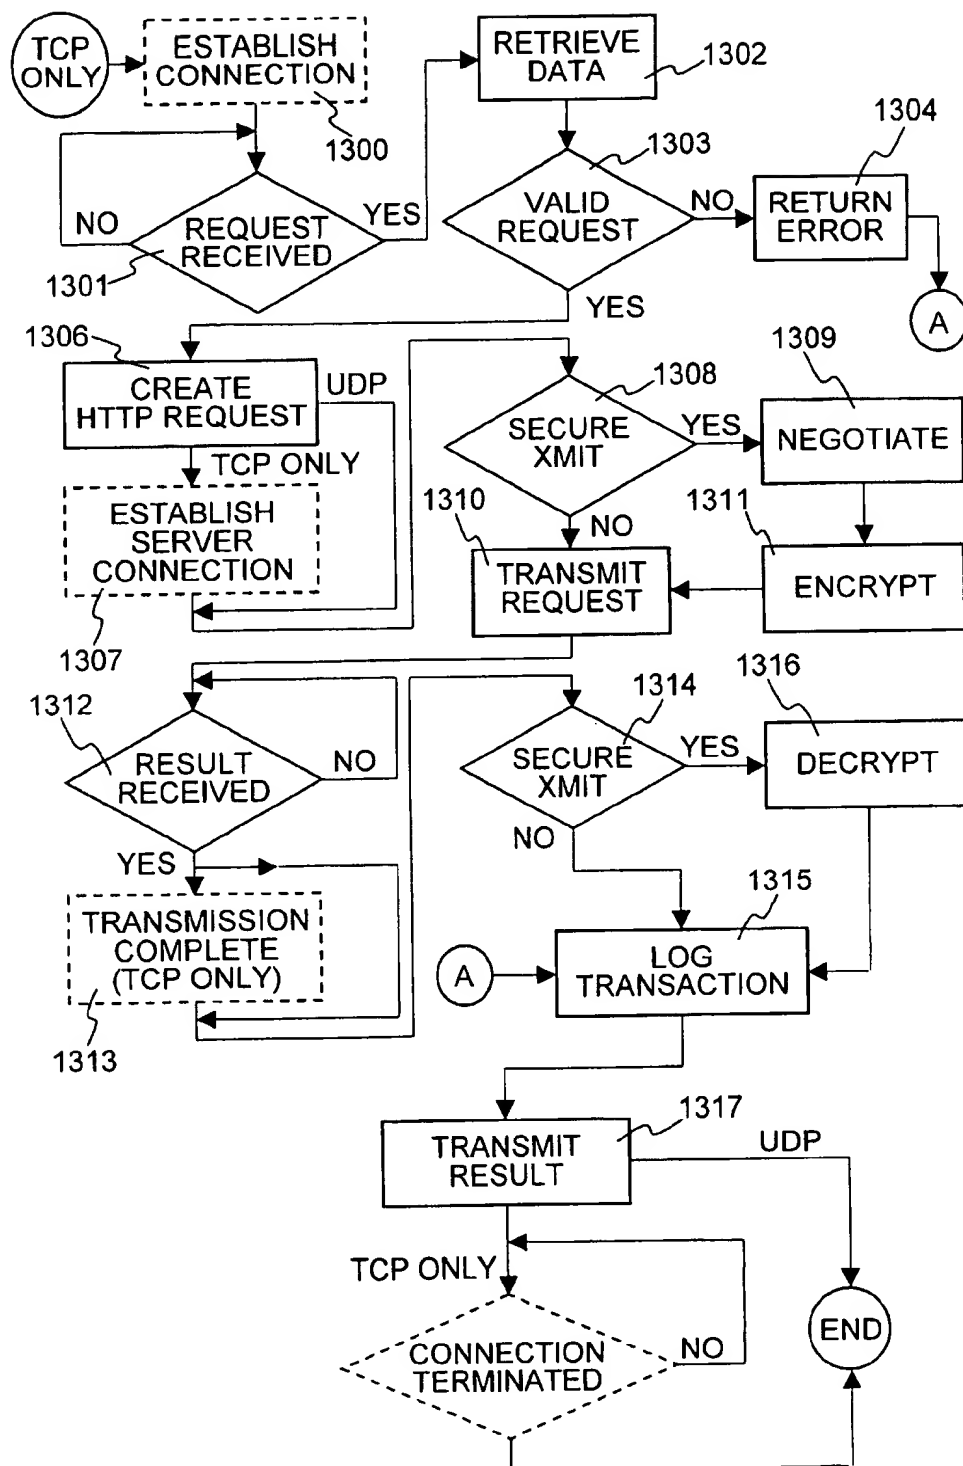 TCP
ONLY
ESTABLISH
CONNECTION
1300
RETRIEVE
DATA
1302
1303
1304
NO
REQUEST
RECEIVED
YES
1301
VALID
REQUEST
NO
RETURN
ERROR
YES
A
1306
CREATE
HTTP REQUEST
UDP
TCP ONLY
ESTABLISH
SERVER
CONNECTION
1307
1308
1309
SECURE
XMIT
YES
NEGOTIATE
1310
NO
1311
TRANSMIT
REQUEST
ENCRYPT
1312
RESULT
RECEIVED
NO
YES
TRANSMISSION
COMPLETE
(TCP ONLY)
1313
1314
1316
SECURE
XMIT
YES
DECRYPT
NO
1315
A
LOG
TRANSACTION
1317
TRANSMIT
RESULT
UDP
TCP ONLY
CONNECTION
TERMINATED
NO
END